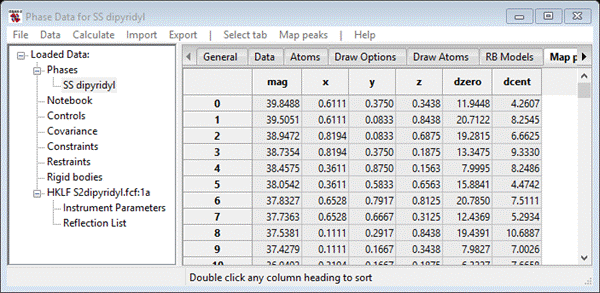 Phase Data for SS dipyridyl
File Data Calculate Import Export | Select tab Map peaks |
Loaded Data:
Phases
SS dipyridyl
Notebook
Controls
Covariance
Constraints
Restraints
Rigid bodies
HKLF S2dipyridyl.fcf:1a
Instrument Parameters
Reflection List
General Data Atoms Draw Options Draw Atoms RB Models Map p
mag x y z dzero dcent
0 39.8488 0.6111 0.3750 0.3438 11.9448 4.2607
1 39.5051 0.6111 0.0833 0.8438 20.7122 8.2545
2 38.9472 0.8194 0.0833 0.6875 19.2815 6.6625
3 38.7354 0.8194 0.3750 0.1875 13.3475 9.3330
4 38.4575 0.3611 0.8750 0.1563 7.9995 8.2486
5 38.0542 0.3611 0.5833 0.6563 15.8841 4.4742
6 37.8327 0.6528 0.7917 0.8125 20.7850 7.5111
7 37.7363 0.6528 0.6667 0.3125 12.4369 5.2934
8 37.5381 0.1111 0.2917 0.8438 19.4391 10.6887
9 37.4279 0.1111 0.1667 0.3438 7.9827 7.0026
Double click any column heading to sort